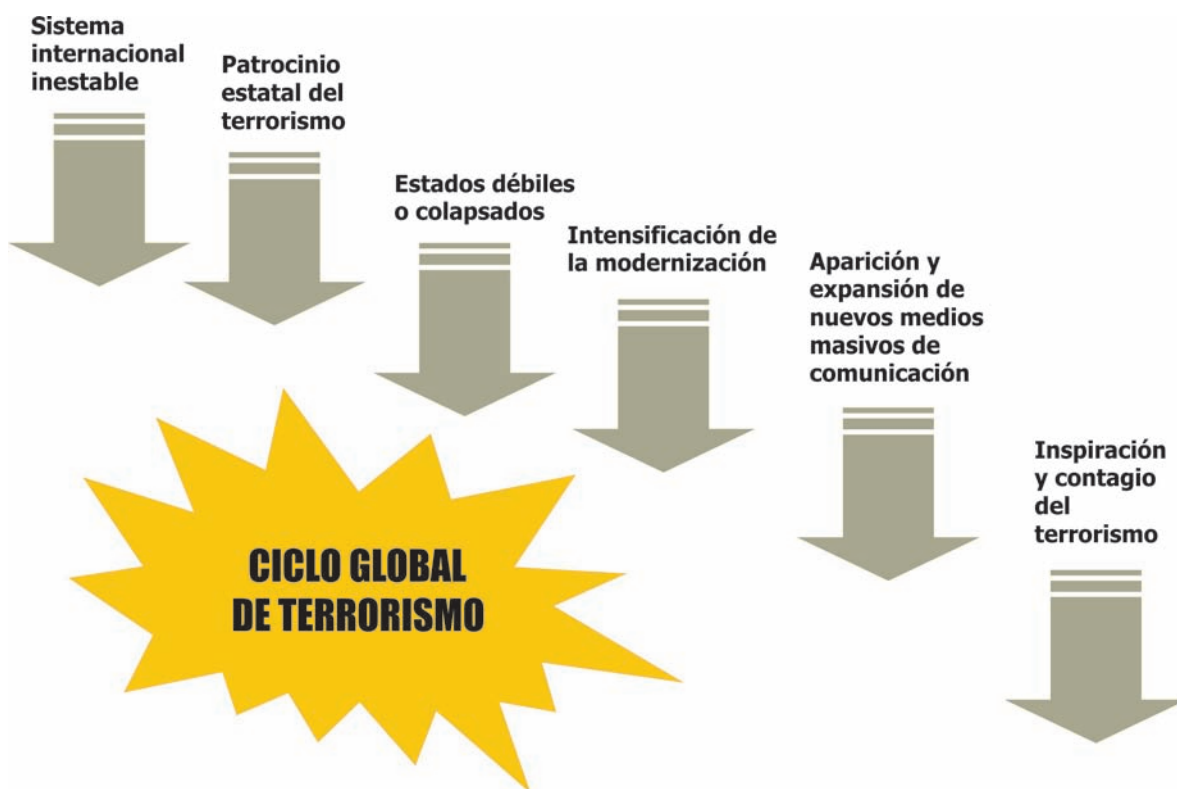 Sistema
internacional
inestable
Patrocinio
estatal del
terrorismo
Estados débiles
o colapsados
Intensificación de
la modernización
Aparición y
expansión de
nuevos medios
masivos de
comunicación
Inspiración
y contagio
del
terrorismo
CICLO GLOBAL
DE TERRORISMO